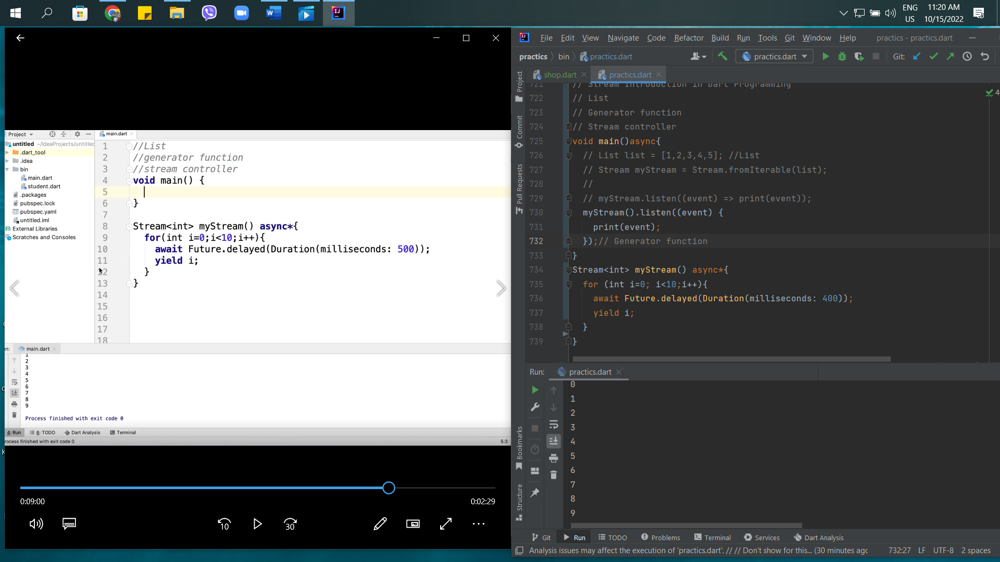 ENG
US
11:20 AM
10/15/2022
Project
untitled ~/IdeaProjects/untitled
.dart_tool
.idea
bin
main.dart
student.dart
.packages
pubspec.lock
pubspec.yaml
untitled.iml
External Libraries
Scratches and Consoles
main.dart
1 //List
2 //generator function
3 //stream controller
4 void main() {
5
6 }
7
8 Stream<int> myStream() async*{
9 for(int i=0;i<10;i++){
10 await Future.delayed(Duration(milliseconds: 500));
11 yield i;
12 }
13 }
14
15
16
17
18
main.dart
1
2
3
4
5
6
7
8
9
Process finished with exit code 0
4: Run 6: TODO Dart Analysis Terminal
rocess finished with exit code 0 5:3
0:09:00 0:02:29
10 30
File Edit View Navigate Code Refactor Build Run Tools Git Window Help practics - practics.dart
practics bin practics.dart practics.dart Git:
shop.dart practics.dart
Project
Commit
Pull Requests
Bookmarks
Structure
721 // Stream introduction in Dart Programming
722 // List
723 // Generator function
724 // Stream controller
725 void main()async{
726 // List list = [1,2,3,4,5]; //List
727 // Stream myStream = Stream.fromIterable(list);
728 //
729 // myStream.listen((event) => print(event));
730 myStream().listen((event) {
731 print(event);
732 });// Generator function
733 }
734 Stream<int> myStream() async*{
735 for (int i=0; i<10;i++){
736 await Future.delayed(Duration(milliseconds: 400));
737 yield i;
738 }
739 }
Run: practics.dart
0
1
2
3
4
5
6
7
8
9
Git Run TODO Problems Terminal Services Dart Analysis
Analysis issues may affect the execution of 'practics.dart'. // // Don't show for this... (30 minutes ago 732:27 LF UTF-8 2 spaces